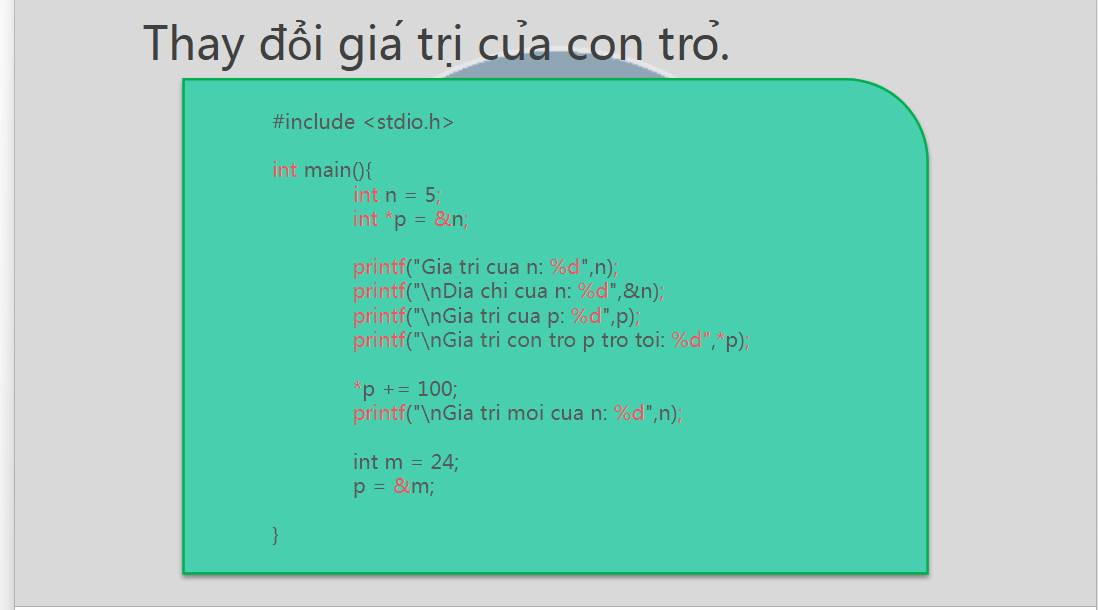 Thay đổi giá trị của con trỏ.
#include <stdio.h>
int main(){
int n = 5;
int *p = &n;
printf("Gia tri cua n: %d",n);
printf("\nDia chi cua n: %d",&n);
printf("\nGia tri cua p: %d",p);
printf("\nGia tri con tro p tro toi: %d",*p);
*p += 100;
printf("\nGia tri moi cua n: %d",n);
int m = 24;
p = &m;
}